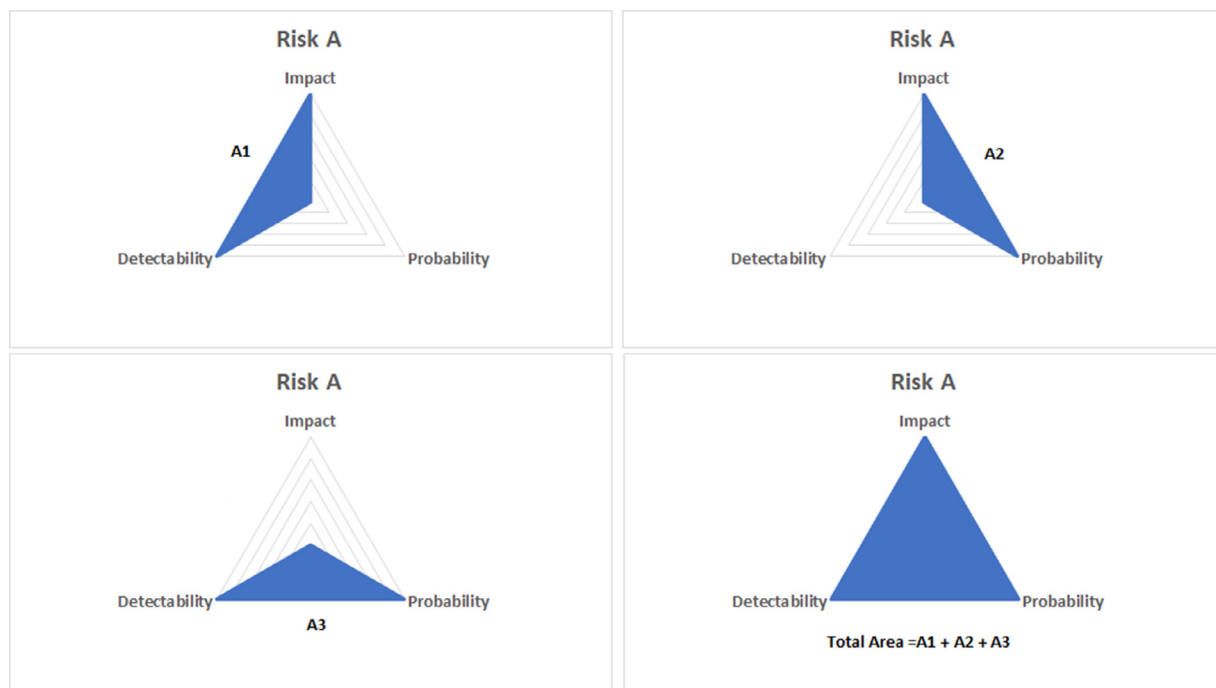 Risk A
Impact
A1
Detectability
Probability
Risk A
Impact
A2
Detectability
Probability
Risk A
Impact
Detectability
Probability
A3
Risk A
Impact
Detectability
Probability
Total Area =A1 + A2 + A3